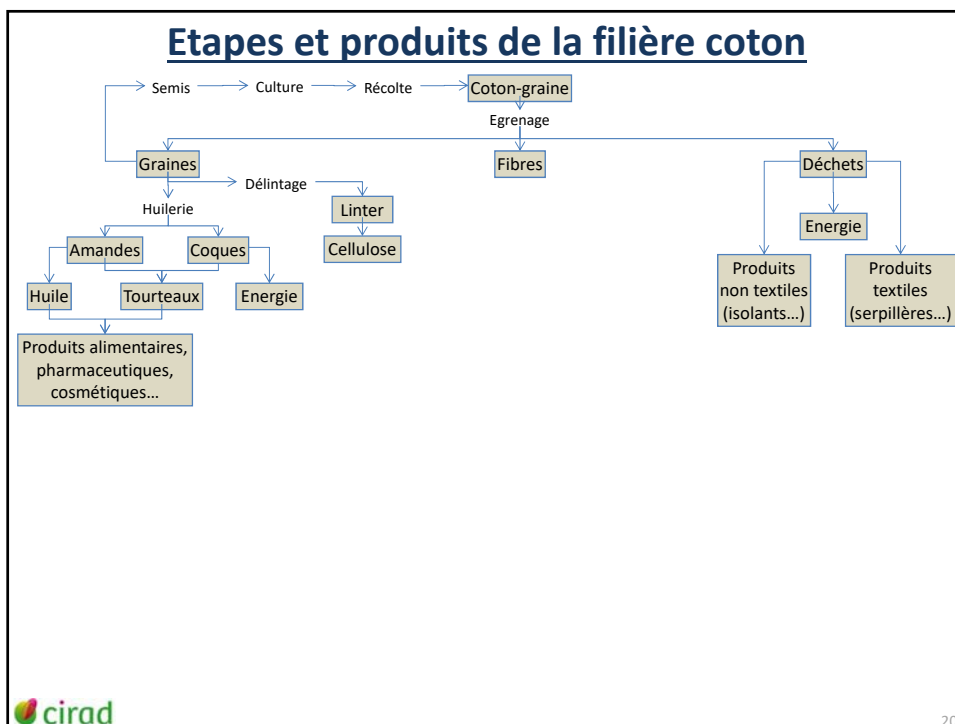 Etapes et produits de la filière coton
Semis
Culture
Récolte
Coton-graine
Egrenage
Graines
Fibres
Déchets
Délintage
Huilerie
Linter
Energie
Amandes
Coques
Cellulose
Produits
non textiles
(isolants…)
Produits
textiles
(serpillères…)
Huile
Tourteaux
Energie
Produits alimentaires,
pharmaceutiques,
cosmétiques…
cirad
20